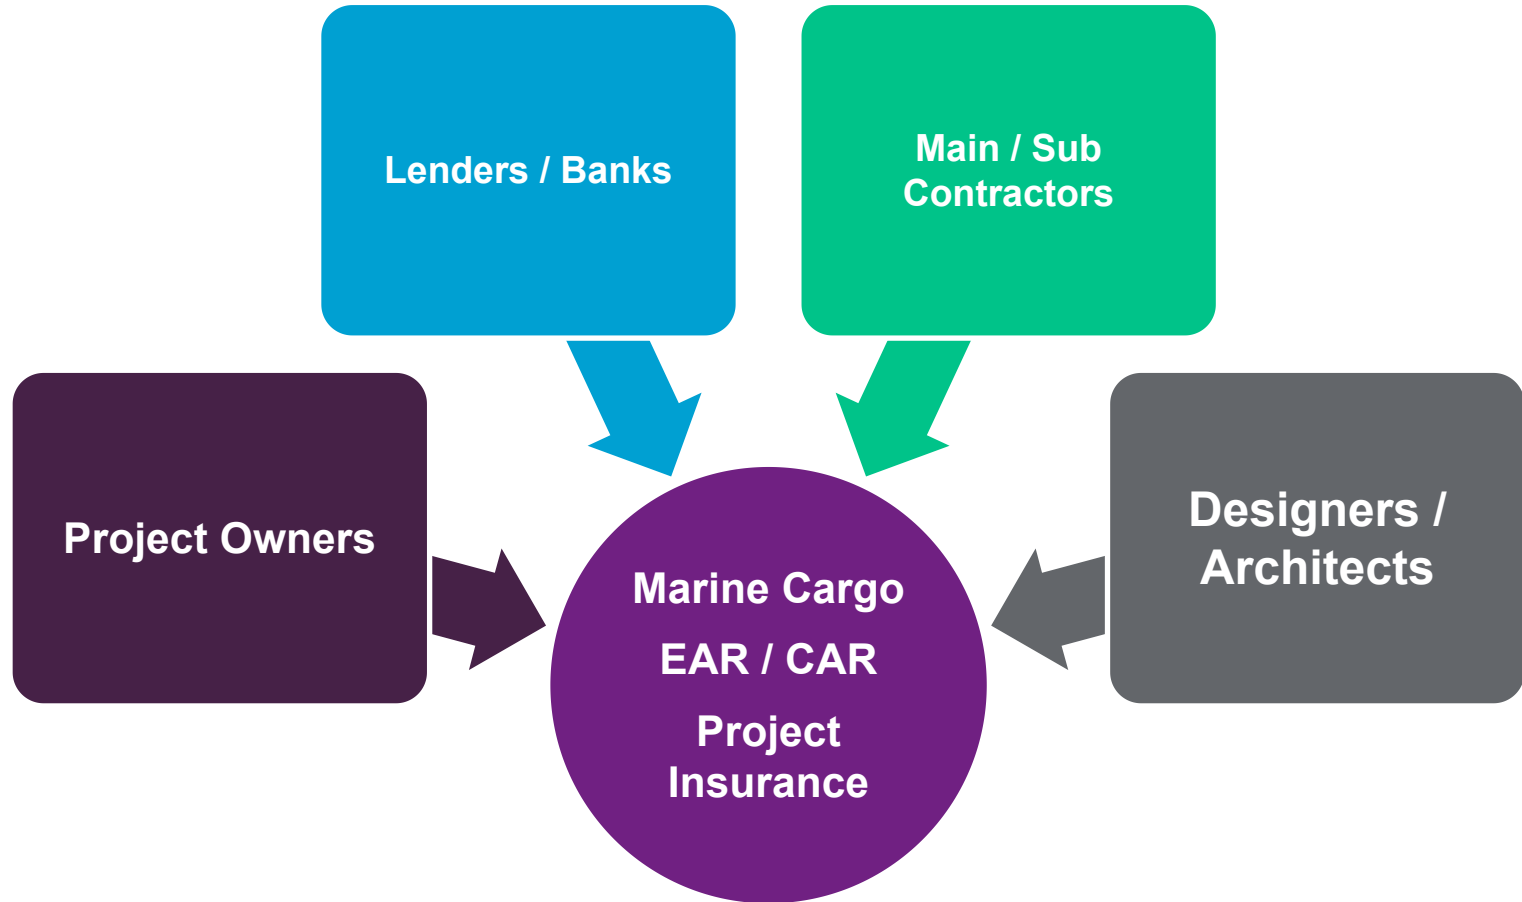 Lenders / Banks
Main / Sub
Contractors
Project Owners
Designers /
Architects
Marine Cargo
EAR / CAR
Project
Insurance